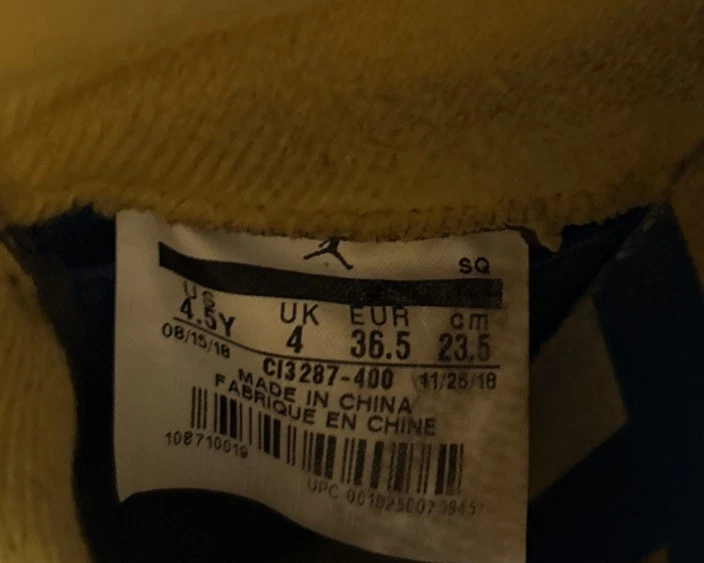 SQ
US UK EUR cm
4.5Y 4 36.5 23.5
08/15/18 CI3287-400 11/26/18
MADE IN CHINA
FABRIQUE EN CHINE
108710019
UPC